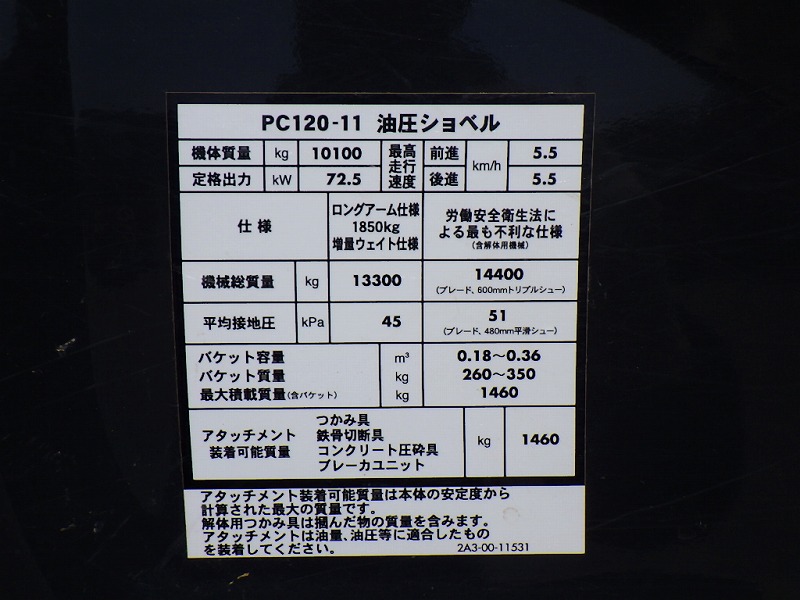 PC120-11 油圧ショベル
機体質量 kg 10100 最高走行速度 前進 km/h 5.5
定格出力 kW 72.5 後進 5.5
仕様 ロングアーム仕様 1850kg 増量ウェイト仕様 労働安全衛生法による最も不利な仕様 (含解体用機械)
機械総質量 kg 13300 14400 (ブレード、600mmトリプルシュー)
平均接地圧 kPa 45 51 (ブレード、480mm平滑シュー)
バケット容量 m³ 0.18～0.36
バケット質量 kg 260～350
最大積載質量(含バケット) kg 1460
アタッチメント装着可能質量 つかみ具 鉄骨切断具 コンクリート圧砕具 ブレーカユニット kg 1460
アタッチメント装着可能質量は本体の安定度から
計算された最大の質量です。
解体用つかみ具は掴んだ物の質量を含みます。
アタッチメントは油量、油圧等に適合したもの
を装着してください。 2A3-00-11531